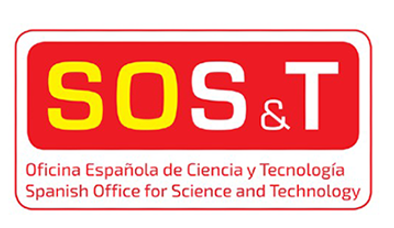 SOS&T
Oficina Española de Ciencia y Tecnología
Spanish Office for Science and Technology